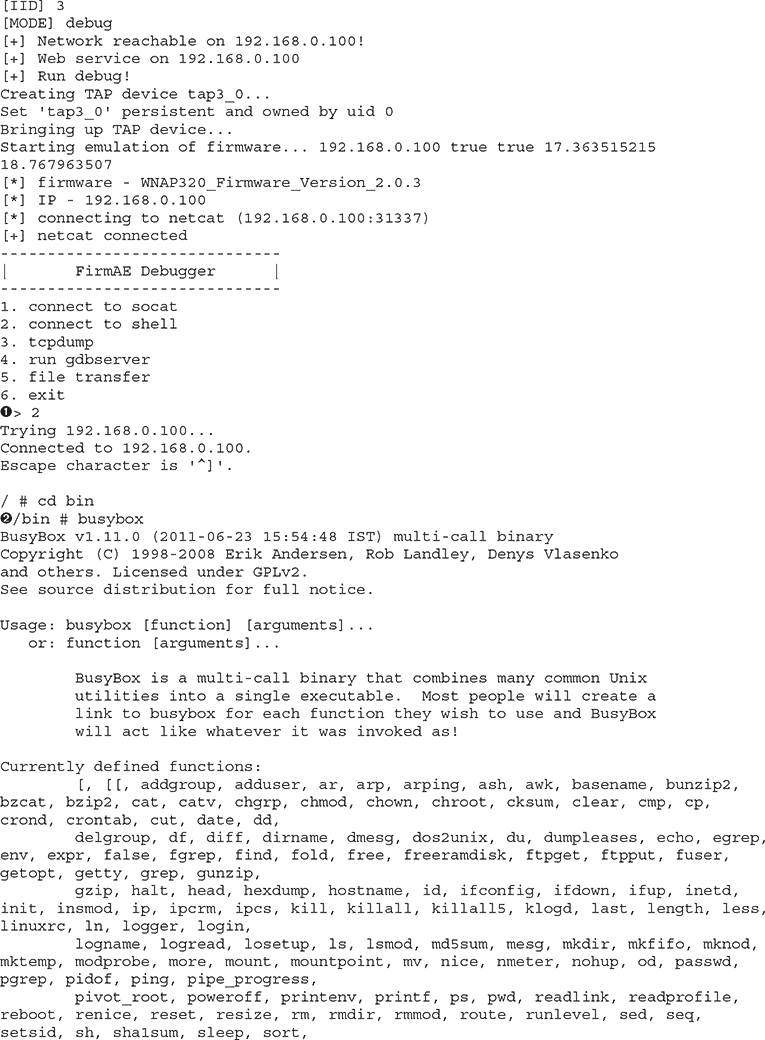 [IID] 3
[MODE] debug
[+] Network reachable on 192.168.0.100!
[+] Web service on 192.168.0.100
[+] Run debug!
Creating TAP device tap3_0...
Set 'tap3_0' persistent and owned by uid 0
Bringing up TAP device...
Starting emulation of firmware... 192.168.0.100 true true 17.363515215
18.767963507
[*] firmware - WNAP320_Firmware_Version_2.0.3
[*] IP - 192.168.0.100
[*] connecting to netcat (192.168.0.100:31337)
[+] netcat connected
------------------------------
|       FirmAE Debugger      |
------------------------------
1. connect to socat
2. connect to shell
3. tcpdump
4. run gdbserver
5. file transfer
6. exit
❶> 2
Trying 192.168.0.100...
Connected to 192.168.0.100.
Escape character is '^]'.
/ # cd bin
❷/bin # busybox
BusyBox v1.11.0 (2011-06-23 15:54:48 IST) multi-call binary
Copyright (C) 1998-2008 Erik Andersen, Rob Landley, Denys Vlasenko
and others. Licensed under GPLv2.
See source distribution for full notice.
Usage: busybox [function] [arguments]...
   or: function [arguments]...
        BusyBox is a multi-call binary that combines many common Unix
        utilities into a single executable.  Most people will create a
        link to busybox for each function they wish to use and BusyBox
        will act like whatever it was invoked as!
Currently defined functions:
        [, [[, addgroup, adduser, ar, arp, arping, ash, awk, basename, bunzip2,
bzcat, bzip2, cat, catv, chgrp, chmod, chown, chroot, cksum, clear, cmp, cp,
crond, crontab, cut, date, dd,
        delgroup, df, diff, dirname, dmesg, dos2unix, du, dumpleases, echo, egrep,
env, expr, false, fgrep, find, fold, free, freeramdisk, ftpget, ftpput, fuser,
getopt, getty, grep, gunzip,
        gzip, halt, head, hexdump, hostname, id, ifconfig, ifdown, ifup, inetd,
init, insmod, ip, ipcrm, ipcs, kill, killall, killall5, klogd, last, length, less,
linuxrc, ln, logger, login,
        logname, logread, losetup, ls, lsmod, md5sum, mesg, mkdir, mkfifo, mknod,
mktemp, modprobe, more, mount, mountpoint, mv, nice, nmeter, nohup, od, passwd,
pgrep, pidof, ping, pipe_progress,
        pivot_root, poweroff, printenv, printf, ps, pwd, readlink, readprofile,
reboot, renice, reset, resize, rm, rmdir, rmmod, route, runlevel, sed, seq,
setsid, sh, sha1sum, sleep, sort,